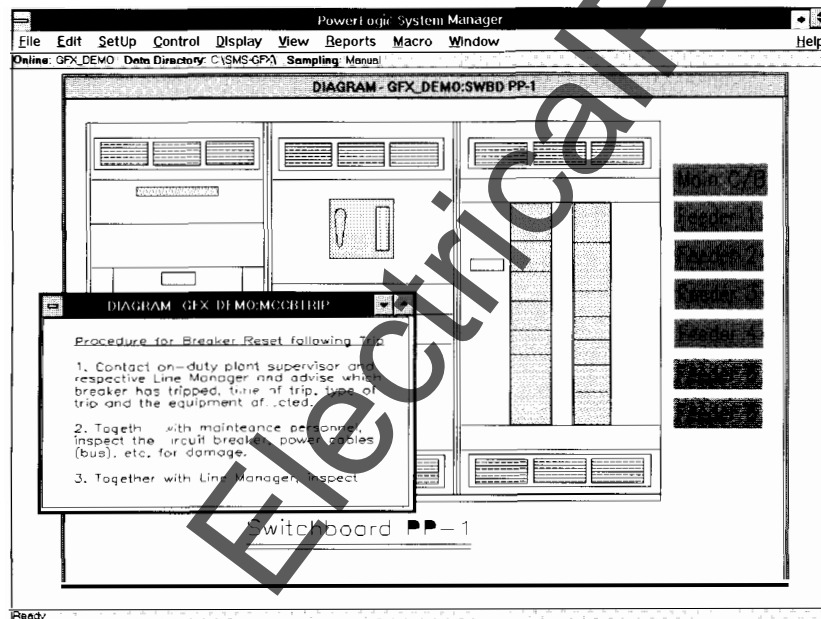 PowerLogic System Manager
File Edit SetUp Control Display View Reports Macro Window Help
Online: GFX_DEMO Data Directory: C:\SMS-GFX\ Sampling: Manual
DIAGRAM - GFX_DEMO:SWBD PP-1
Main C/B
Feeder 1
Feeder 2
Feeder 3
Feeder 4
DIAGRAM GFX DEMO:MCCBTRIP
Procedure for Breaker Reset following Trip
1. Contact on-duty plant supervisor and
respective Line Manager and advise which
breaker has tripped, time of trip, type of
trip and the equipment
2. with mainteance personnel,
inspect the breaker, power cables
(bus), etc. for damage.
3. Together with Line Manager, inspect
Switchboard PP-1
Ready
Electrical